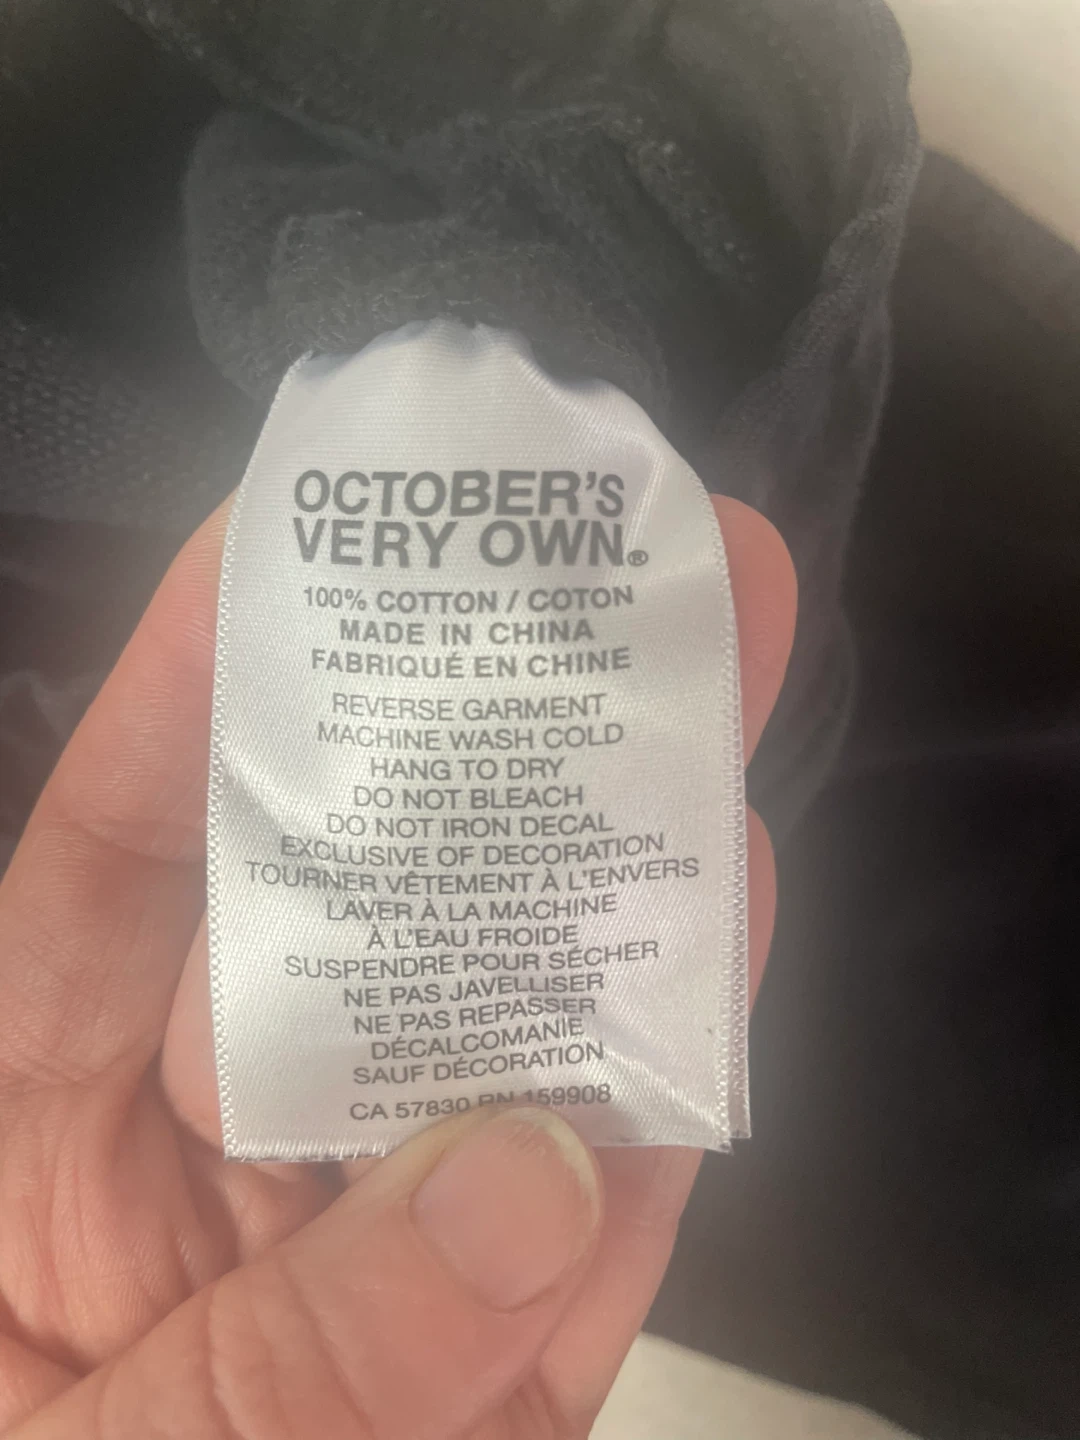 OCTOBER'S
VERY OWN®
100% COTTON / COTON
MADE IN CHINA
FABRIQUÉ EN CHINE
REVERSE GARMENT
MACHINE WASH COLD
HANG TO DRY
DO NOT BLEACH
DO NOT IRON DECAL
EXCLUSIVE OF DECORATION
TOURNER VÊTEMENT À L'ENVERS
LAVER À LA MACHINE
À L'EAU FROIDE
SUSPENDRE POUR SÉCHER
NE PAS JAVELLISER
NE PAS REPASSER
DÉCALCOMANIE
SAUF DÉCORATION
CA 57830 RN 159908